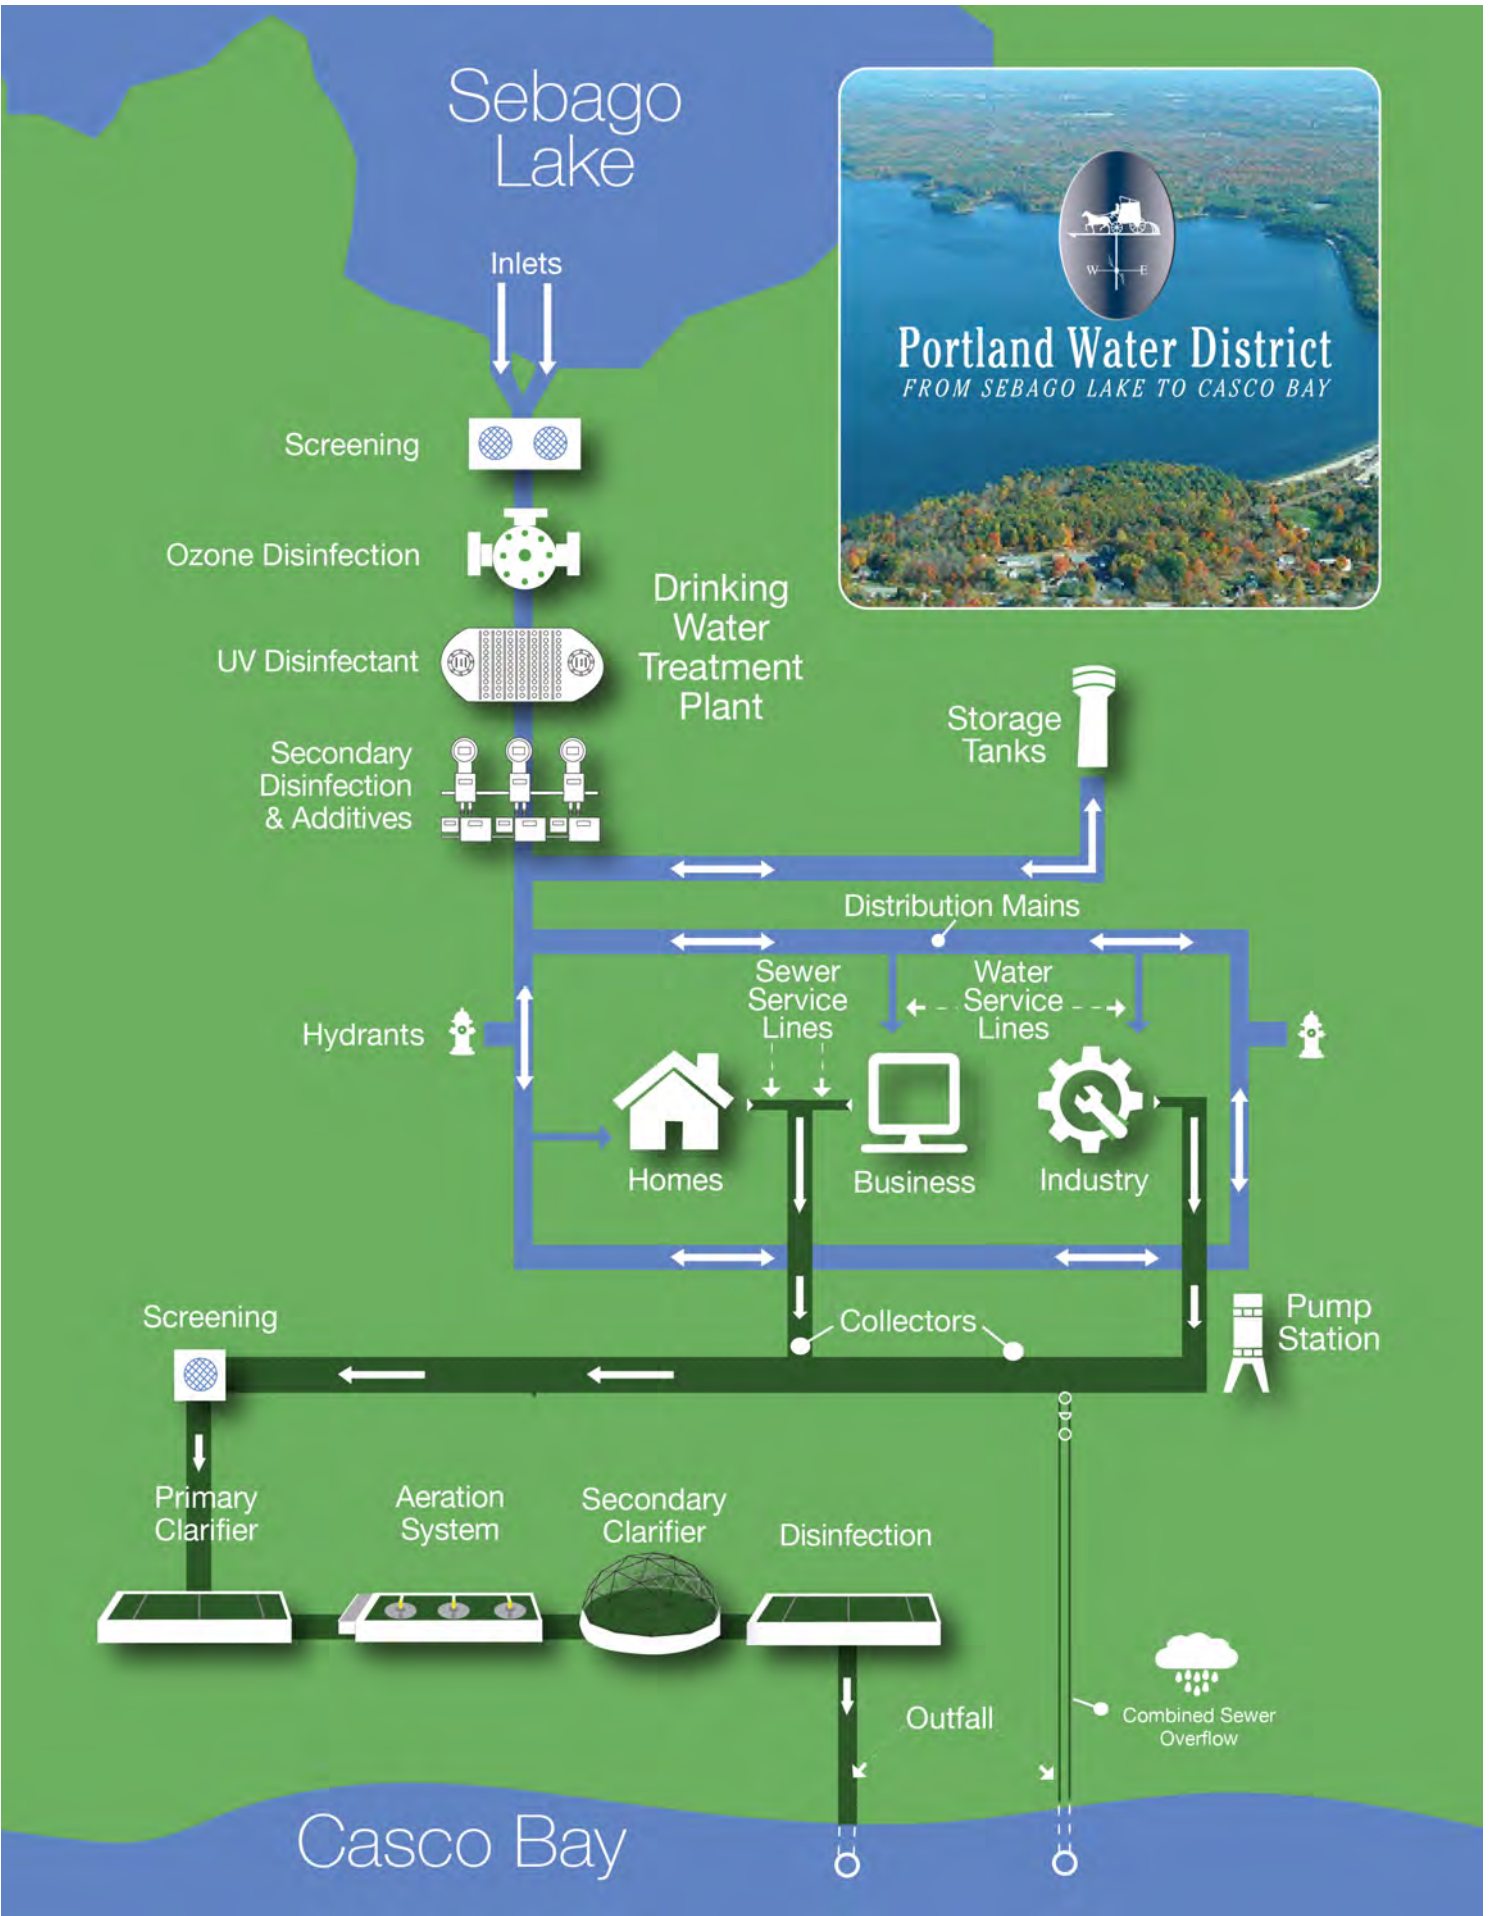 Sebago
Lake
Inlets
W E
Portland Water District
FROM SEBAGO LAKE TO CASCO BAY
Screening
Ozone Disinfection
UV Disinfectant
Drinking
Water
Treatment
Plant
Secondary
Disinfection
& Additives
Storage
Tanks
Distribution Mains
Sewer
Service
Lines
Water
Service
Lines
Hydrants
Homes
Business
Industry
Screening
Collectors
Pump
Station
Primary
Clarifier
Aeration
System
Secondary
Clarifier
Disinfection
Outfall
Combined Sewer
Overflow
Casco Bay